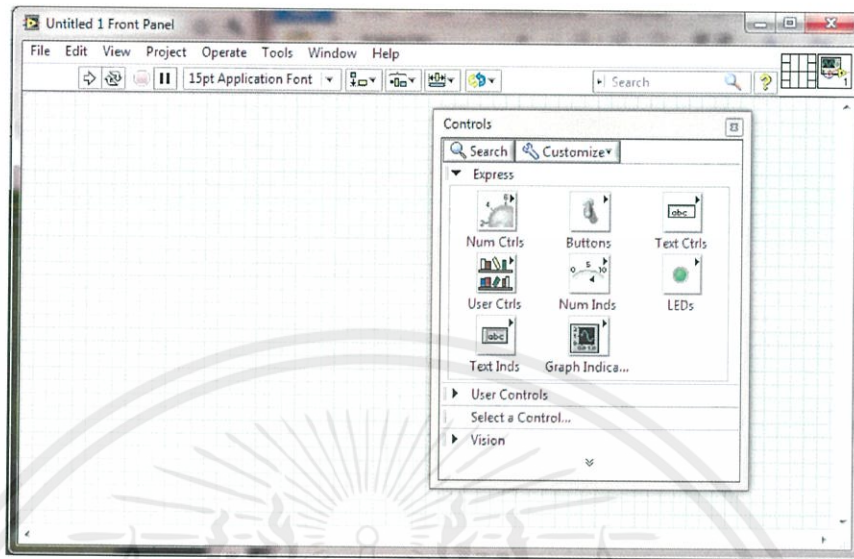 Untitled 1 Front Panel
File Edit View Project Operate Tools Window Help
15pt Application Font
Search
1
Controls
Search Customize
Express
Num Ctrls Buttons Text Ctrls
User Ctrls Num Inds LEDs
Text Inds Graph Indica...
User Controls
Select a Control...
Vision